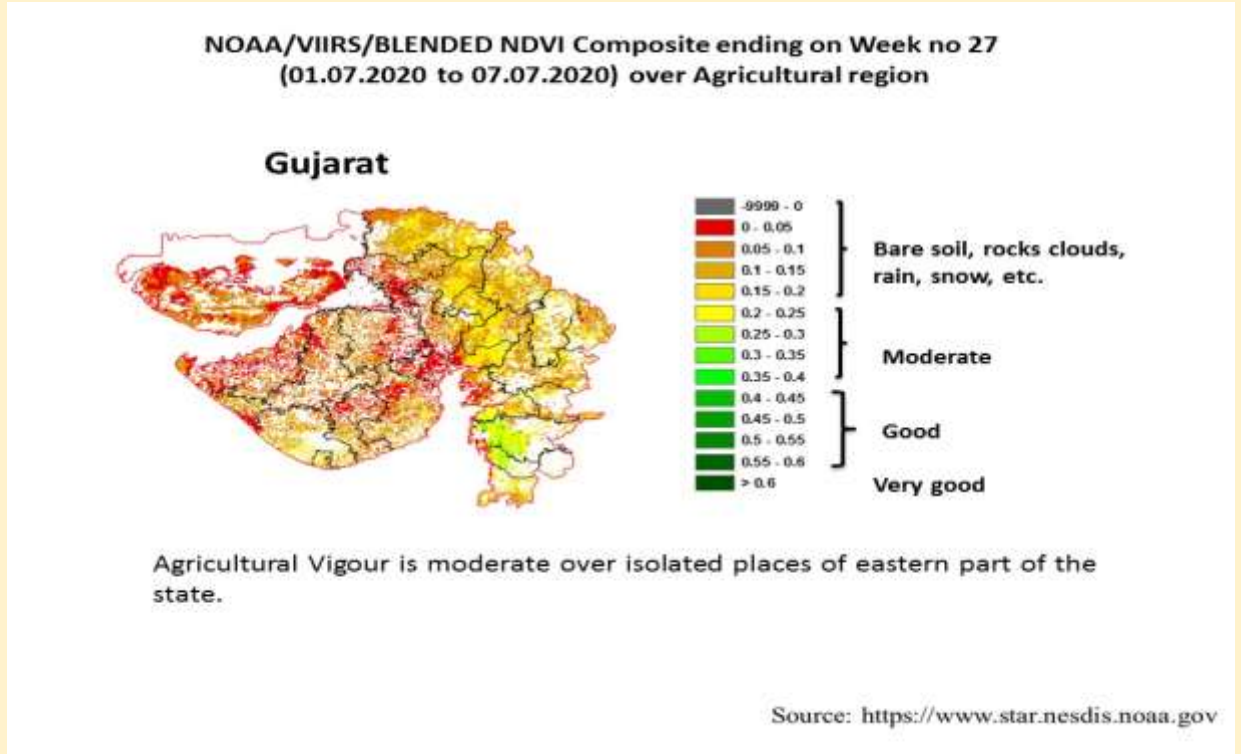 NOAA/VIIRS/BLENDED NDVI Composite ending on Week no 27
(01.07.2020 to 07.07.2020) over Agricultural region
Gujarat
-9999 - 0
0 - 0.05
0.05 - 0.1
0.1 - 0.15
0.15 - 0.2
0.2 - 0.25
0.25 - 0.3
0.3 - 0.35
0.35 - 0.4
0.4 - 0.45
0.45 - 0.5
0.5 - 0.55
0.55 - 0.6
> 0.6
Bare soil, rocks clouds,
rain, snow, etc.
Moderate
Good
Very good
Agricultural Vigour is moderate over isolated places of eastern part of the
state.
Source: https://www.star.nesdis.noaa.gov